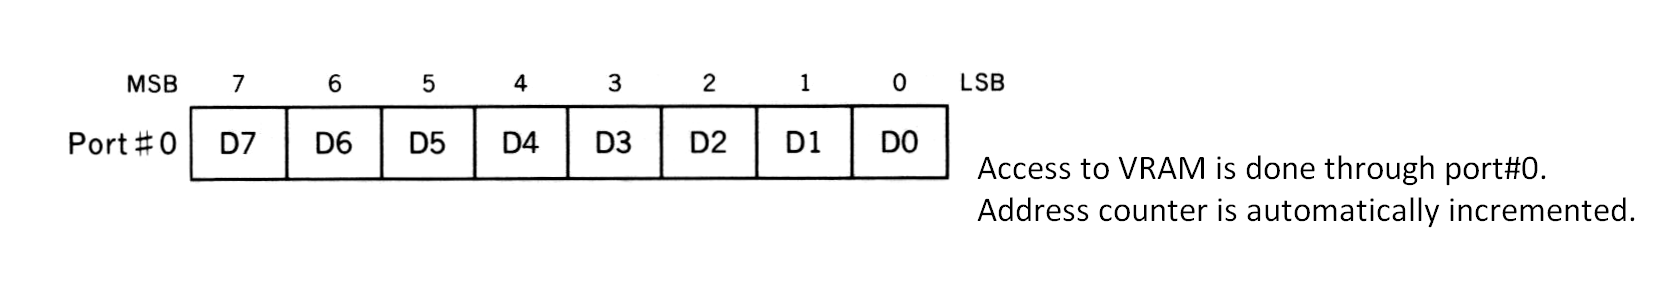 MSB 7 6 5 4 3 2 1 0 LSB
Port #0 D7 D6 D5 D4 D3 D2 D1 D0
Access to VRAM is done through port#0.
Address counter is automatically incremented.